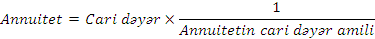 Annuitet = Cari dəyər × 1 / Annuitetin cari dəyər amili